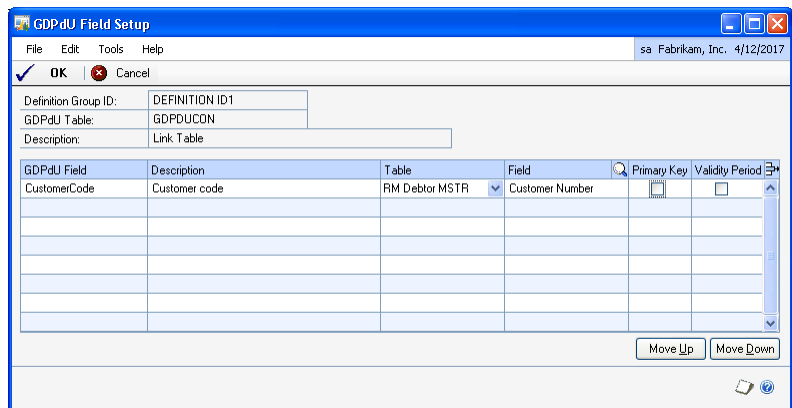 GDPdU Field Setup
File Edit Tools Help sa Fabrikam, Inc. 4/12/2017
OK Cancel
Definition Group ID: DEFINITION ID1
GDPdU Table: GDPDUCON
Description: Link Table
GDPdU Field Description Table Field Primary Key Validity Period
CustomerCode Customer code RM Debtor MSTR Customer Number
Move Up Move Down